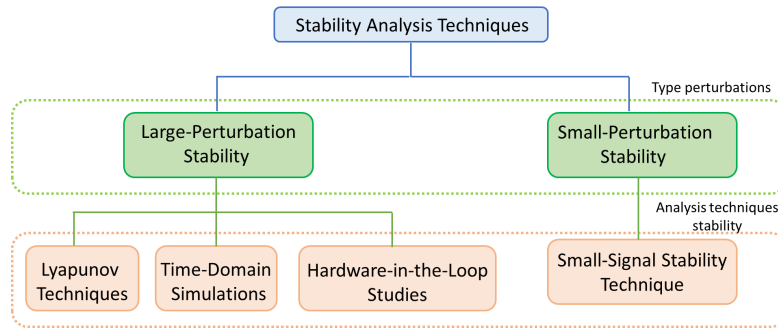 Stability Analysis Techniques
Type perturbations
Large-Perturbation
Stability
Small-Perturbation
Stability
Analysis techniques
stability
Lyapunov
Techniques
Time-Domain
Simulations
Hardware-in-the-Loop
Studies
Small-Signal Stability
Technique